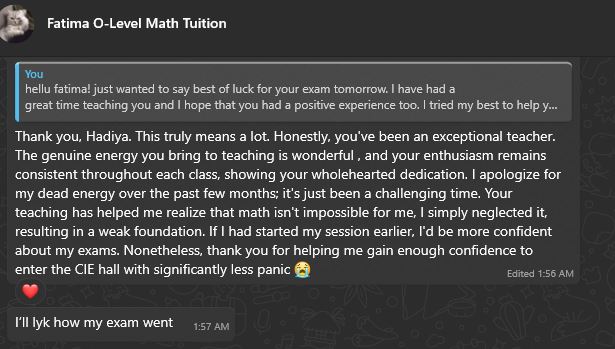 Fatima O-Level Math Tuition
You
hellu fatima! just wanted to say best of luck for your exam tomorrow. I have had a
great time teaching you and I hope that you had a positive experience too. I tried my best to help y...
Thank you, Hadiya. This truly means a lot. Honestly, you've been an exceptional teacher.
The genuine energy you bring to teaching is wonderful , and your enthusiasm remains
consistent throughout each class, showing your wholehearted dedication. I apologize for
my dead energy over the past few months; it's just been a challenging time. Your
teaching has helped me realize that math isn't impossible for me, I simply neglected it,
resulting in a weak foundation. If I had started my session earlier, I'd be more confident
about my exams. Nonetheless, thank you for helping me gain enough confidence to
enter the CIE hall with significantly less panic 😭
Edited 1:56 AM
❤️
I'll lyk how my exam went 1:57 AM